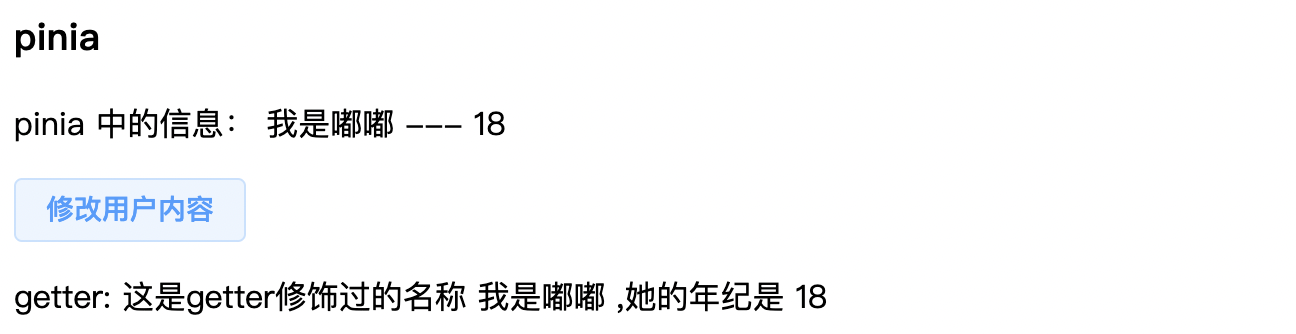 pinia
pinia 中的信息： 我是嘟嘟 --- 18
修改用户内容
getter: 这是getter修饰过的名称 我是嘟嘟 ,她的年纪是 18